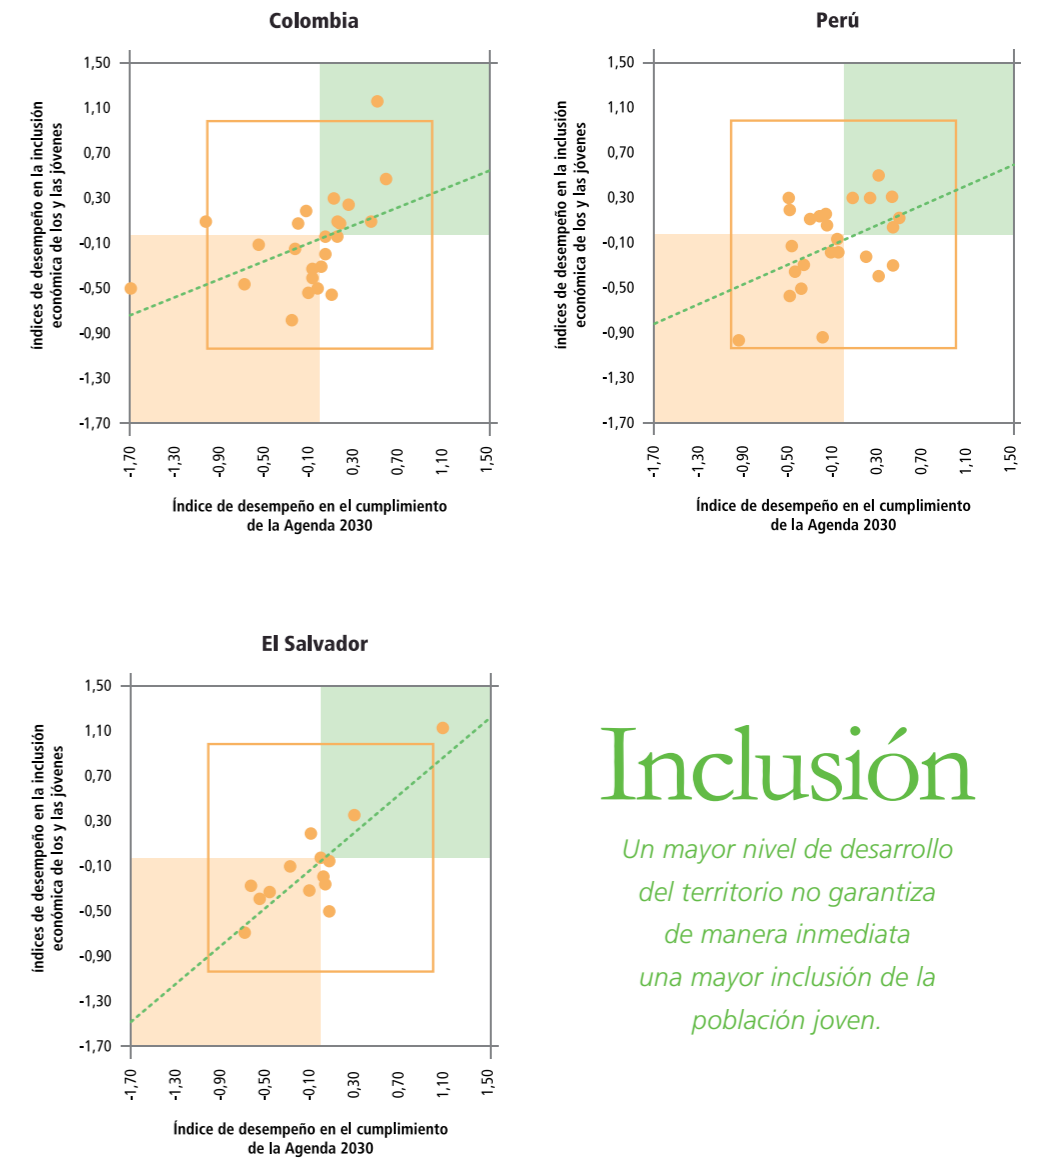 Colombia
índices de desempeño en la inclusión
económica de los y las jóvenes
1,50
1,10
0,70
0,30
-0,10
-0,50
-0,90
-1,30
-1,70
-1,70
-1,30
-0,90
-0,50
-0,10
0,30
0,70
1,10
1,50
Índice de desempeño en el cumplimiento
de la Agenda 2030
Perú
índices de desempeño en la inclusión
económica de los y las jóvenes
1,50
1,10
0,70
0,30
-0,10
-0,50
-0,90
-1,30
-1,70
-1,70
-1,30
-0,90
-0,50
-0,10
0,30
0,70
1,10
1,50
Índice de desempeño en el cumplimiento
de la Agenda 2030
El Salvador
índices de desempeño en la inclusión
económica de los y las jóvenes
1,50
1,10
0,70
0,30
-0,10
-0,50
-0,90
-1,30
-1,70
-1,70
-1,30
-0,90
-0,50
-0,10
0,30
0,70
1,10
1,50
Índice de desempeño en el cumplimiento
de la Agenda 2030
Inclusión
Un mayor nivel de desarrollo
del territorio no garantiza
de manera inmediata
una mayor inclusión de la
población joven.